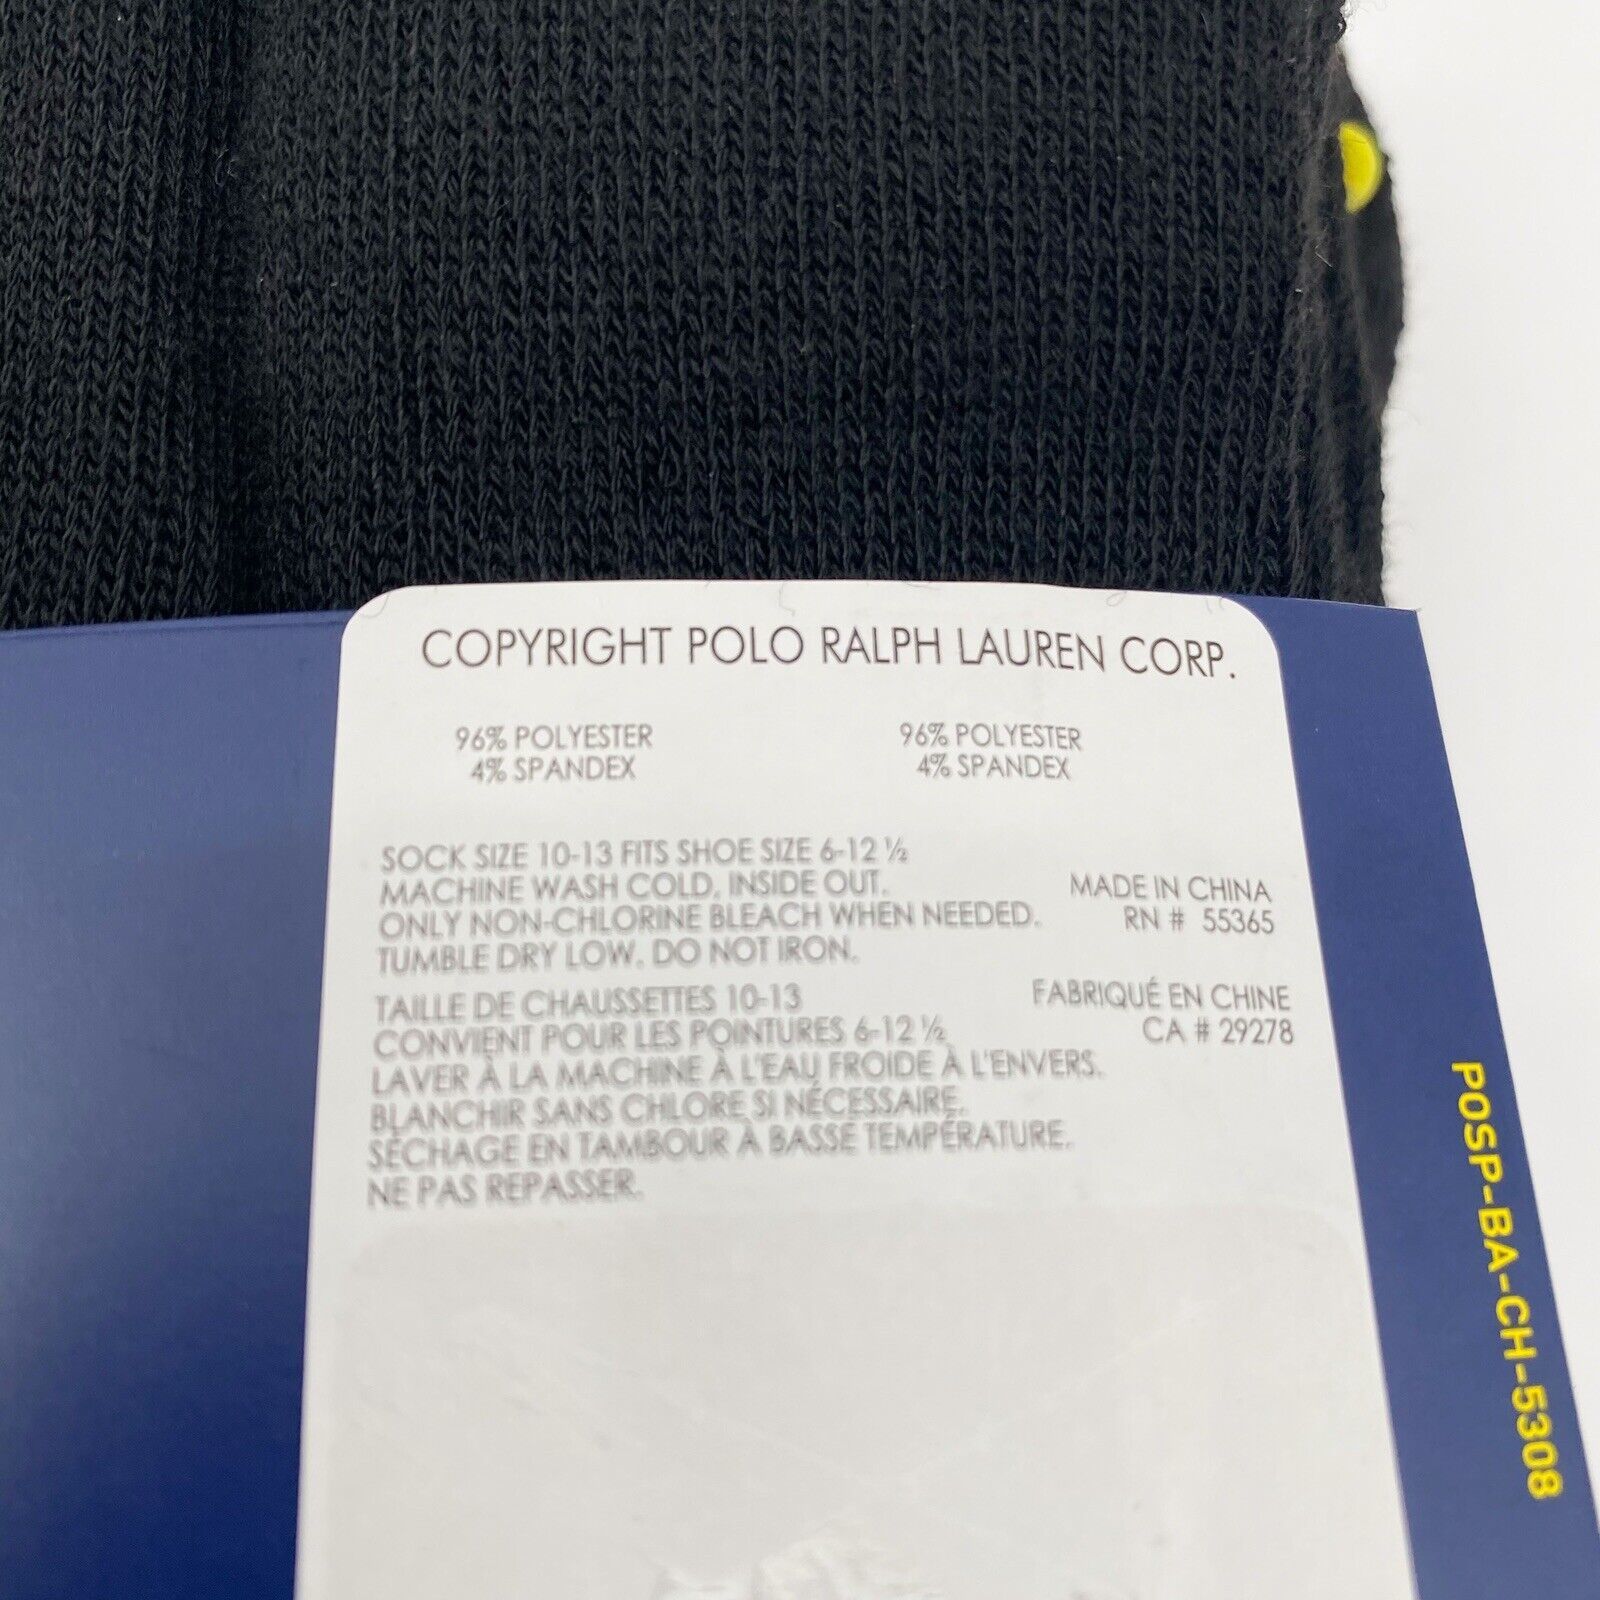 COPYRIGHT POLO RALPH LAUREN CORP.
96% POLYESTER
4% SPANDEX
96% POLYESTER
4% SPANDEX
SOCK SIZE 10-13 FITS SHOE SIZE 6-12 ½
MACHINE WASH COLD, INSIDE OUT.
ONLY NON-CHLORINE BLEACH WHEN NEEDED.
TUMBLE DRY LOW. DO NOT IRON.
MADE IN CHINA
RN # 55365
TAILLE DE CHAUSSETTES 10-13
CONVIENT POUR LES POINTURES 6-12 ½
LAVER À LA MACHINE À L'EAU FROIDE À L'ENVERS.
BLANCHIR SANS CHLORE SI NÉCESSAIRE.
SÉCHAGE EN TAMBOUR À BASSE TEMPÉRATURE.
NE PAS REPASSER.
FABRIQUÉ EN CHINE
CA # 29278
POSP-BA-CH-5308